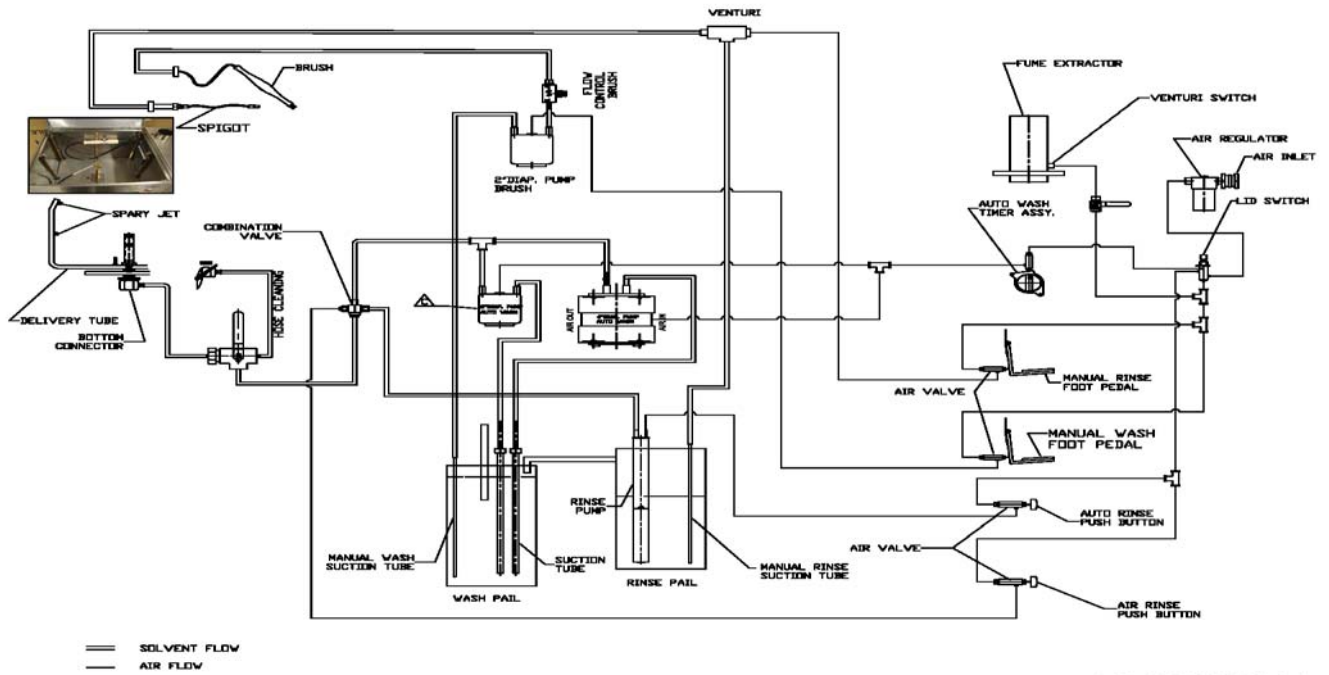 VENTURI
BRUSH
FLOW
CONTROL
BRUSH
FUME EXTRACTOR
VENTURI SWITCH
SPIGOT
AIR REGULATOR
AIR INLET
2"DIAP. PUMP
BRUSH
LID SWITCH
SPARY JET
COMBINATION
VALVE
AUTO WASH
TIMER ASSY.
HOSE CLEANING
DELIVERY TUBE
BOTTOM
CONNECTOR
AUTO WASH
AIR OUT
AUTO WASH
AIR IN
MANUAL RINSE
FOOT PEDAL
AIR VALVE
MANUAL WASH
FOOT PEDAL
RINSE
PUMP
AUTO RINSE
PUSH BUTTON
MANUAL WASH
SUCTION TUBE
SUCTION
TUBE
MANUAL RINSE
SUCTION TUBE
AIR VALVE
RINSE PAIL
WASH PAIL
AIR RINSE
PUSH BUTTON
SOLVENT FLOW
AIR FLOW